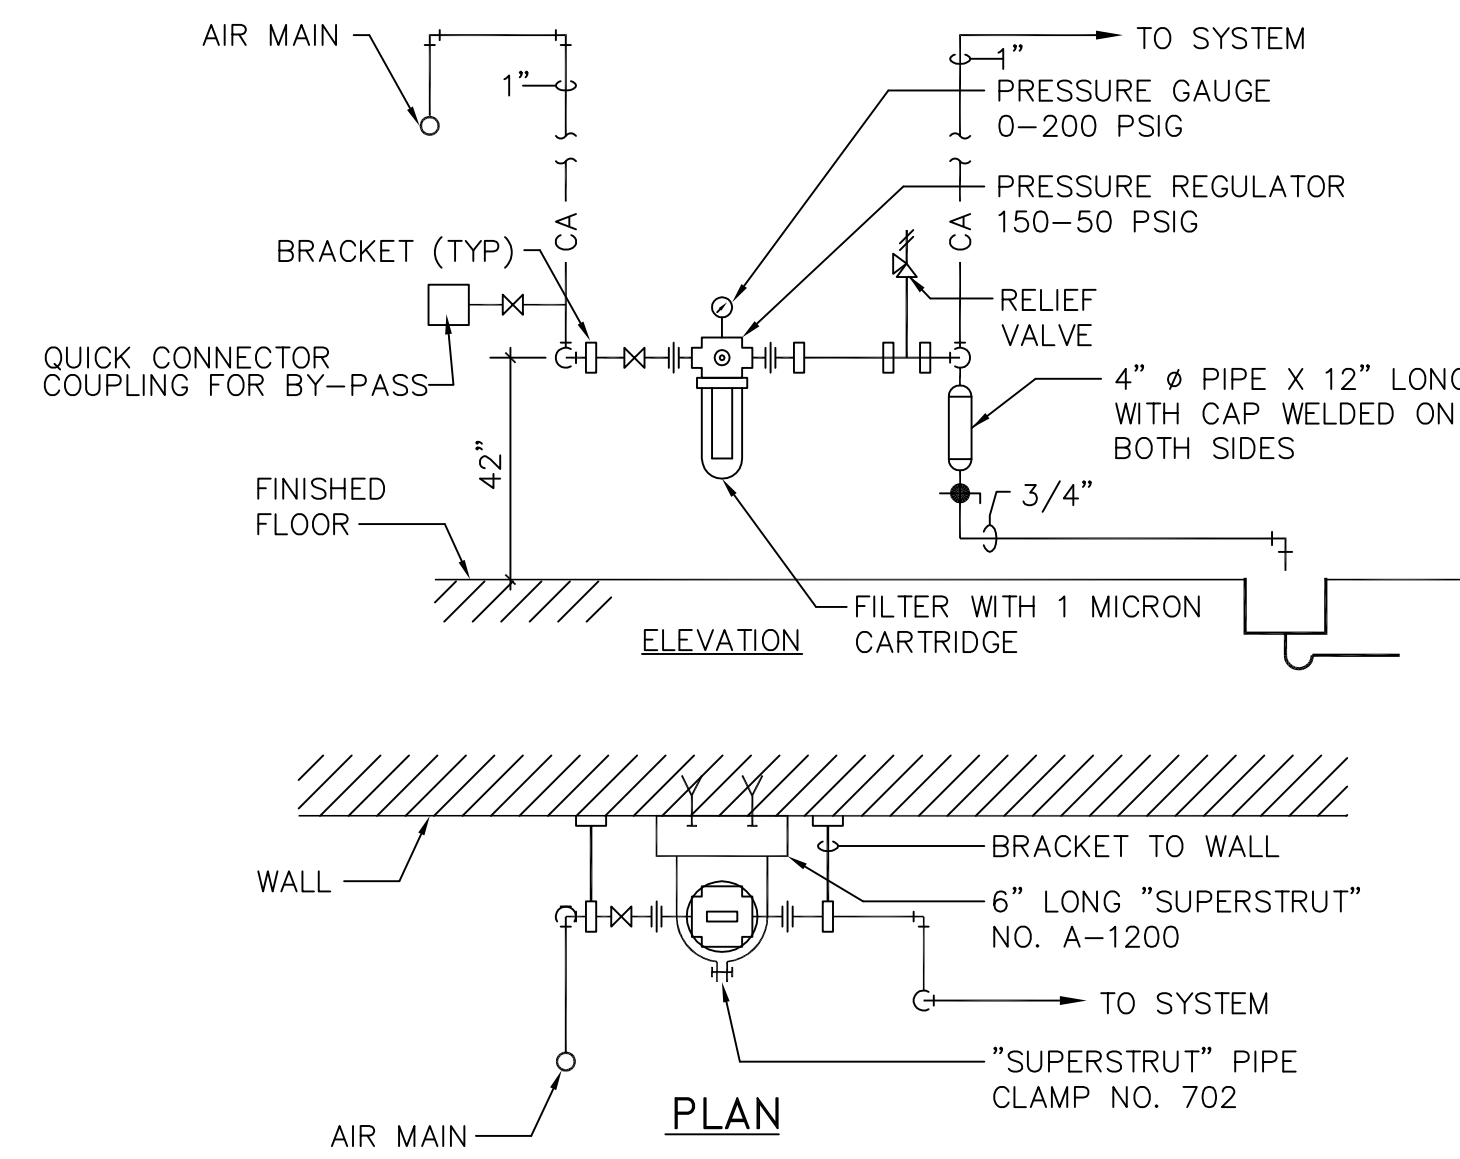 AIR MAIN
TO SYSTEM
1”
1”
PRESSURE GAUGE
0–200 PSIG
PRESSURE REGULATOR
150–50 PSIG
CA
CA
BRACKET (TYP)
RELIEF
VALVE
QUICK CONNECTOR
COUPLING FOR BY–PASS
4” ø PIPE X 12” LONG
WITH CAP WELDED ON
BOTH SIDES
42”
FINISHED
FLOOR
3/4”
FILTER WITH 1 MICRON
CARTRIDGE
ELEVATION
WALL
BRACKET TO WALL
6” LONG ”SUPERSTRUT”
NO. A–1200
TO SYSTEM
”SUPERSTRUT” PIPE
CLAMP NO. 702
PLAN
AIR MAIN